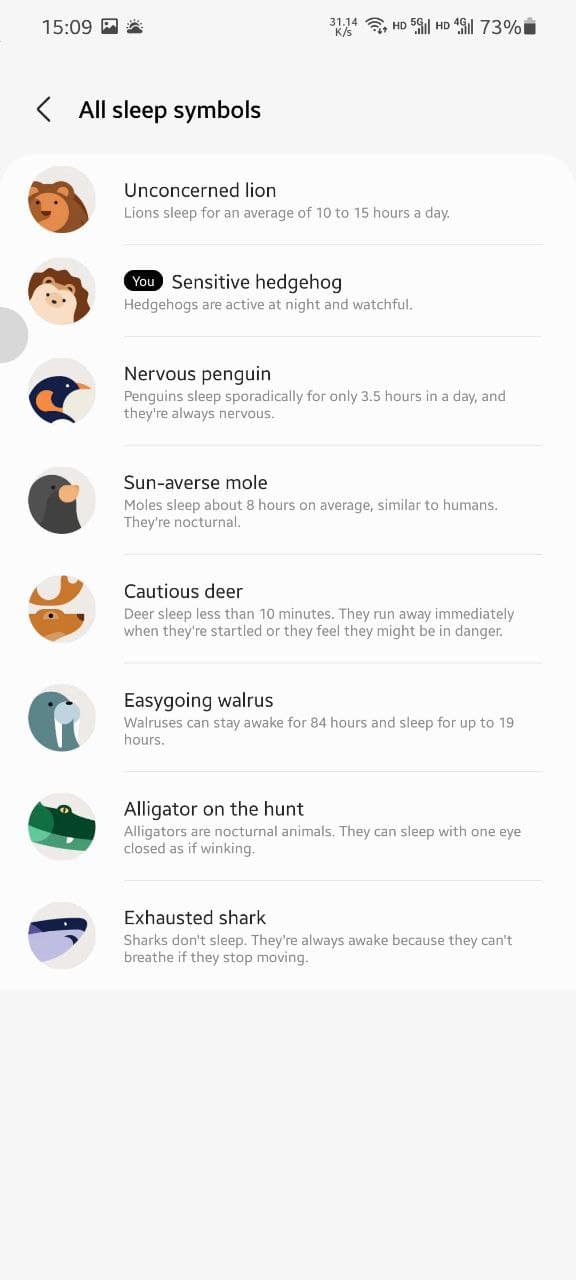 15:09
31.14 K/s HD 5G HD 4G 73%
All sleep symbols
Unconcerned lion
Lions sleep for an average of 10 to 15 hours a day.
You Sensitive hedgehog
Hedgehogs are active at night and watchful.
Nervous penguin
Penguins sleep sporadically for only 3.5 hours in a day, and
they're always nervous.
Sun-averse mole
Moles sleep about 8 hours on average, similar to humans.
They're nocturnal.
Cautious deer
Deer sleep less than 10 minutes. They run away immediately
when they're startled or they feel they might be in danger.
Easygoing walrus
Walruses can stay awake for 84 hours and sleep for up to 19
hours.
Alligator on the hunt
Alligators are nocturnal animals. They can sleep with one eye
closed as if winking.
Exhausted shark
Sharks don't sleep. They're always awake because they can't
breathe if they stop moving.